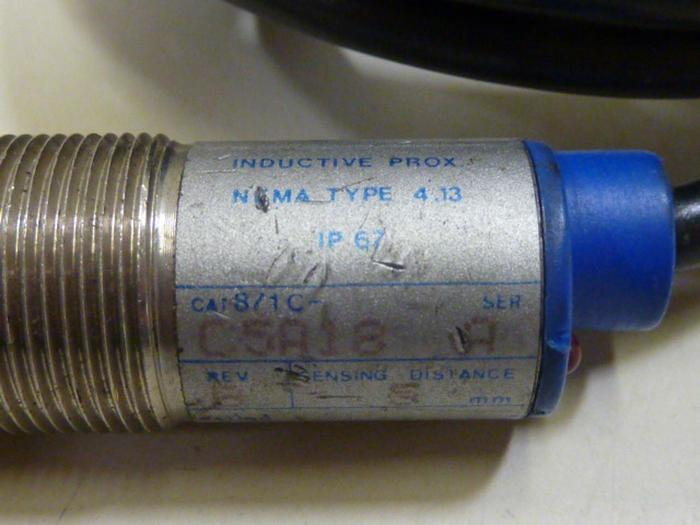 INDUCTIVE PROX.
NEMA TYPE 4.13
IP 67
CAT 871C- SER
C5A18 A
REV SENSING DISTANCE
5 mm